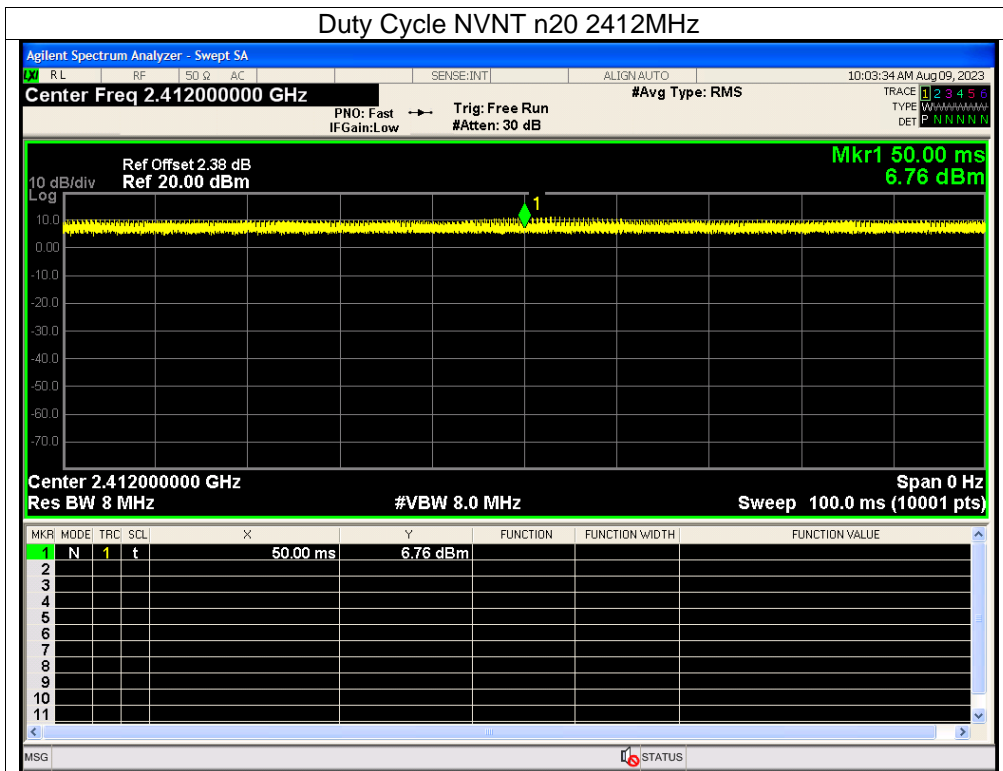 Duty Cycle NVNT n20 2412MHz
Agilent Spectrum Analyzer - Swept SA
LXI RL RF 50 Ω AC SENSE:INT ALIGNAUTO 10:03:34 AM Aug 09, 2023
Center Freq 2.412000000 GHz #Avg Type: RMS TRACE 1 2 3 4 5 6
PNO: Fast Trig: Free Run TYPE W
IFGain:Low #Atten: 30 dB DET P N N N N N
Mkr1 50.00 ms
Ref Offset 2.38 dB
10 dB/div Ref 20.00 dBm 6.76 dBm
Log
1
10.0
0.00
-10.0
-20.0
-30.0
-40.0
-50.0
-60.0
-70.0
Center 2.412000000 GHz Span 0 Hz
Res BW 8 MHz #VBW 8.0 MHz Sweep 100.0 ms (10001 pts)
MKR MODE TRC SCL X Y FUNCTION FUNCTION WIDTH FUNCTION VALUE
1 N 1 t 50.00 ms 6.76 dBm
2
3
4
5
6
7
8
9
10
11
MSG STATUS